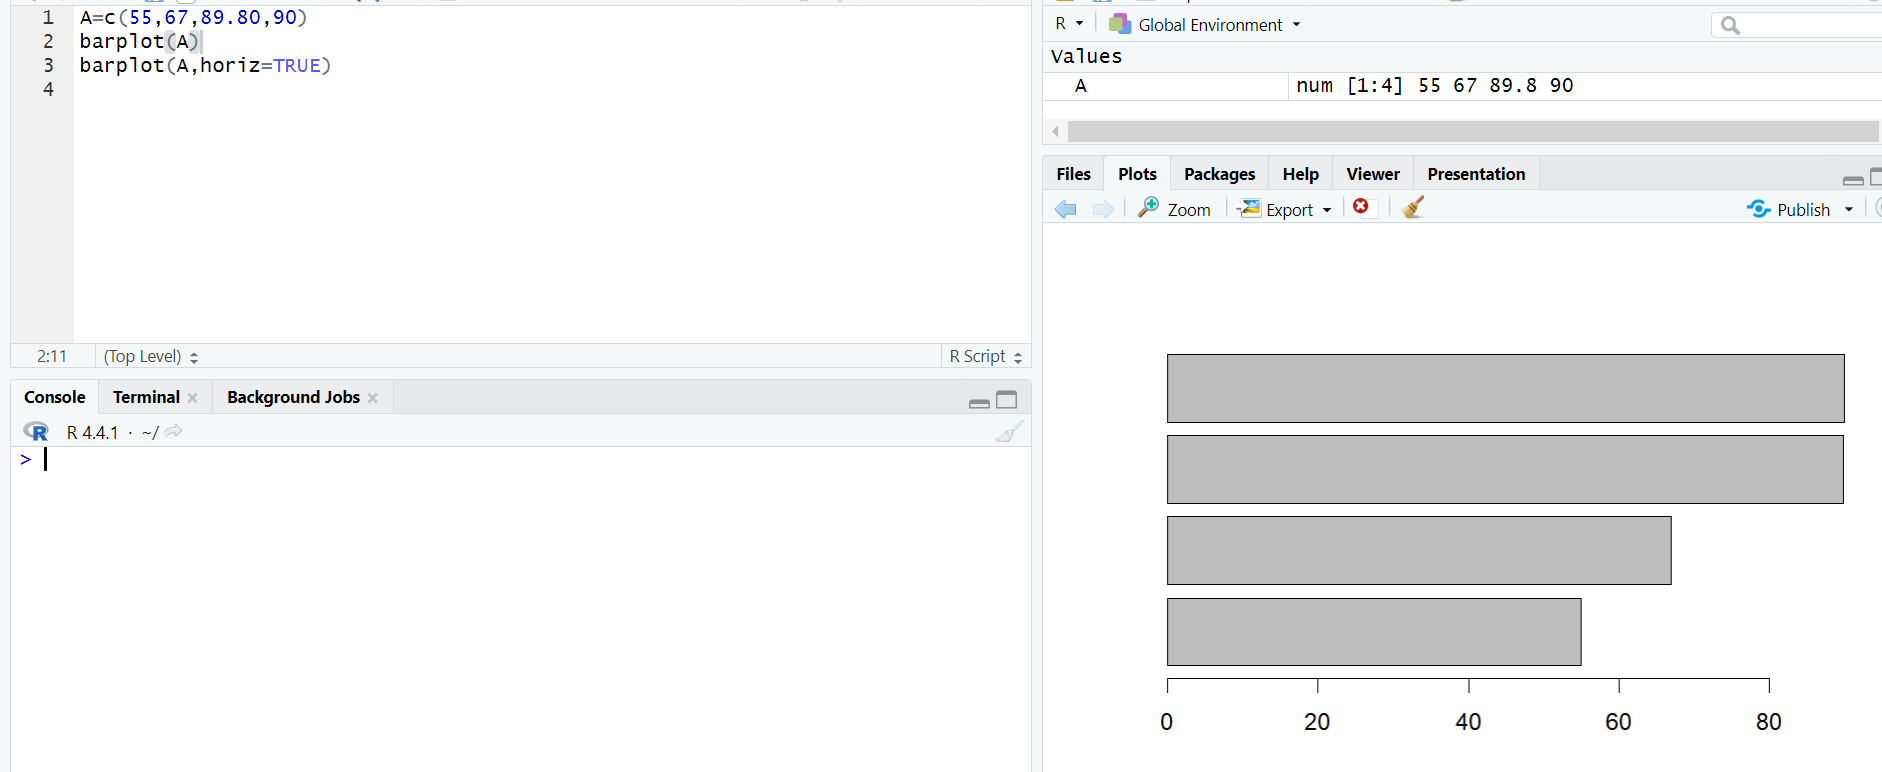 1 A=c(55,67,89.80,90)
2 barplot(A)
3 barplot(A,horiz=TRUE)
4
2:11 (Top Level) R Script
Console Terminal Background Jobs
R 4.4.1 · ~/
>
R Global Environment
Values
A num [1:4] 55 67 89.8 90
Files Plots Packages Help Viewer Presentation
Zoom Export Publish
0 20 40 60 80